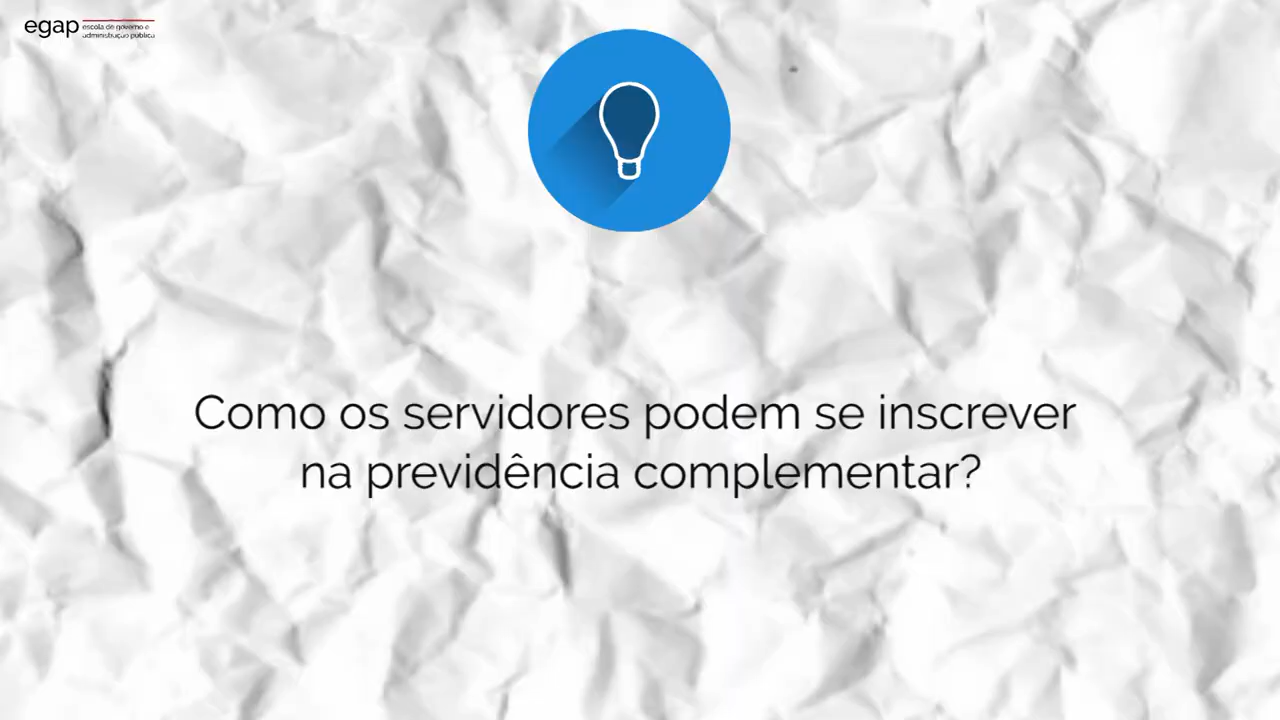 egap
escola de governo e
administração pública
Como os servidores podem se inscrever
na previdência complementar?